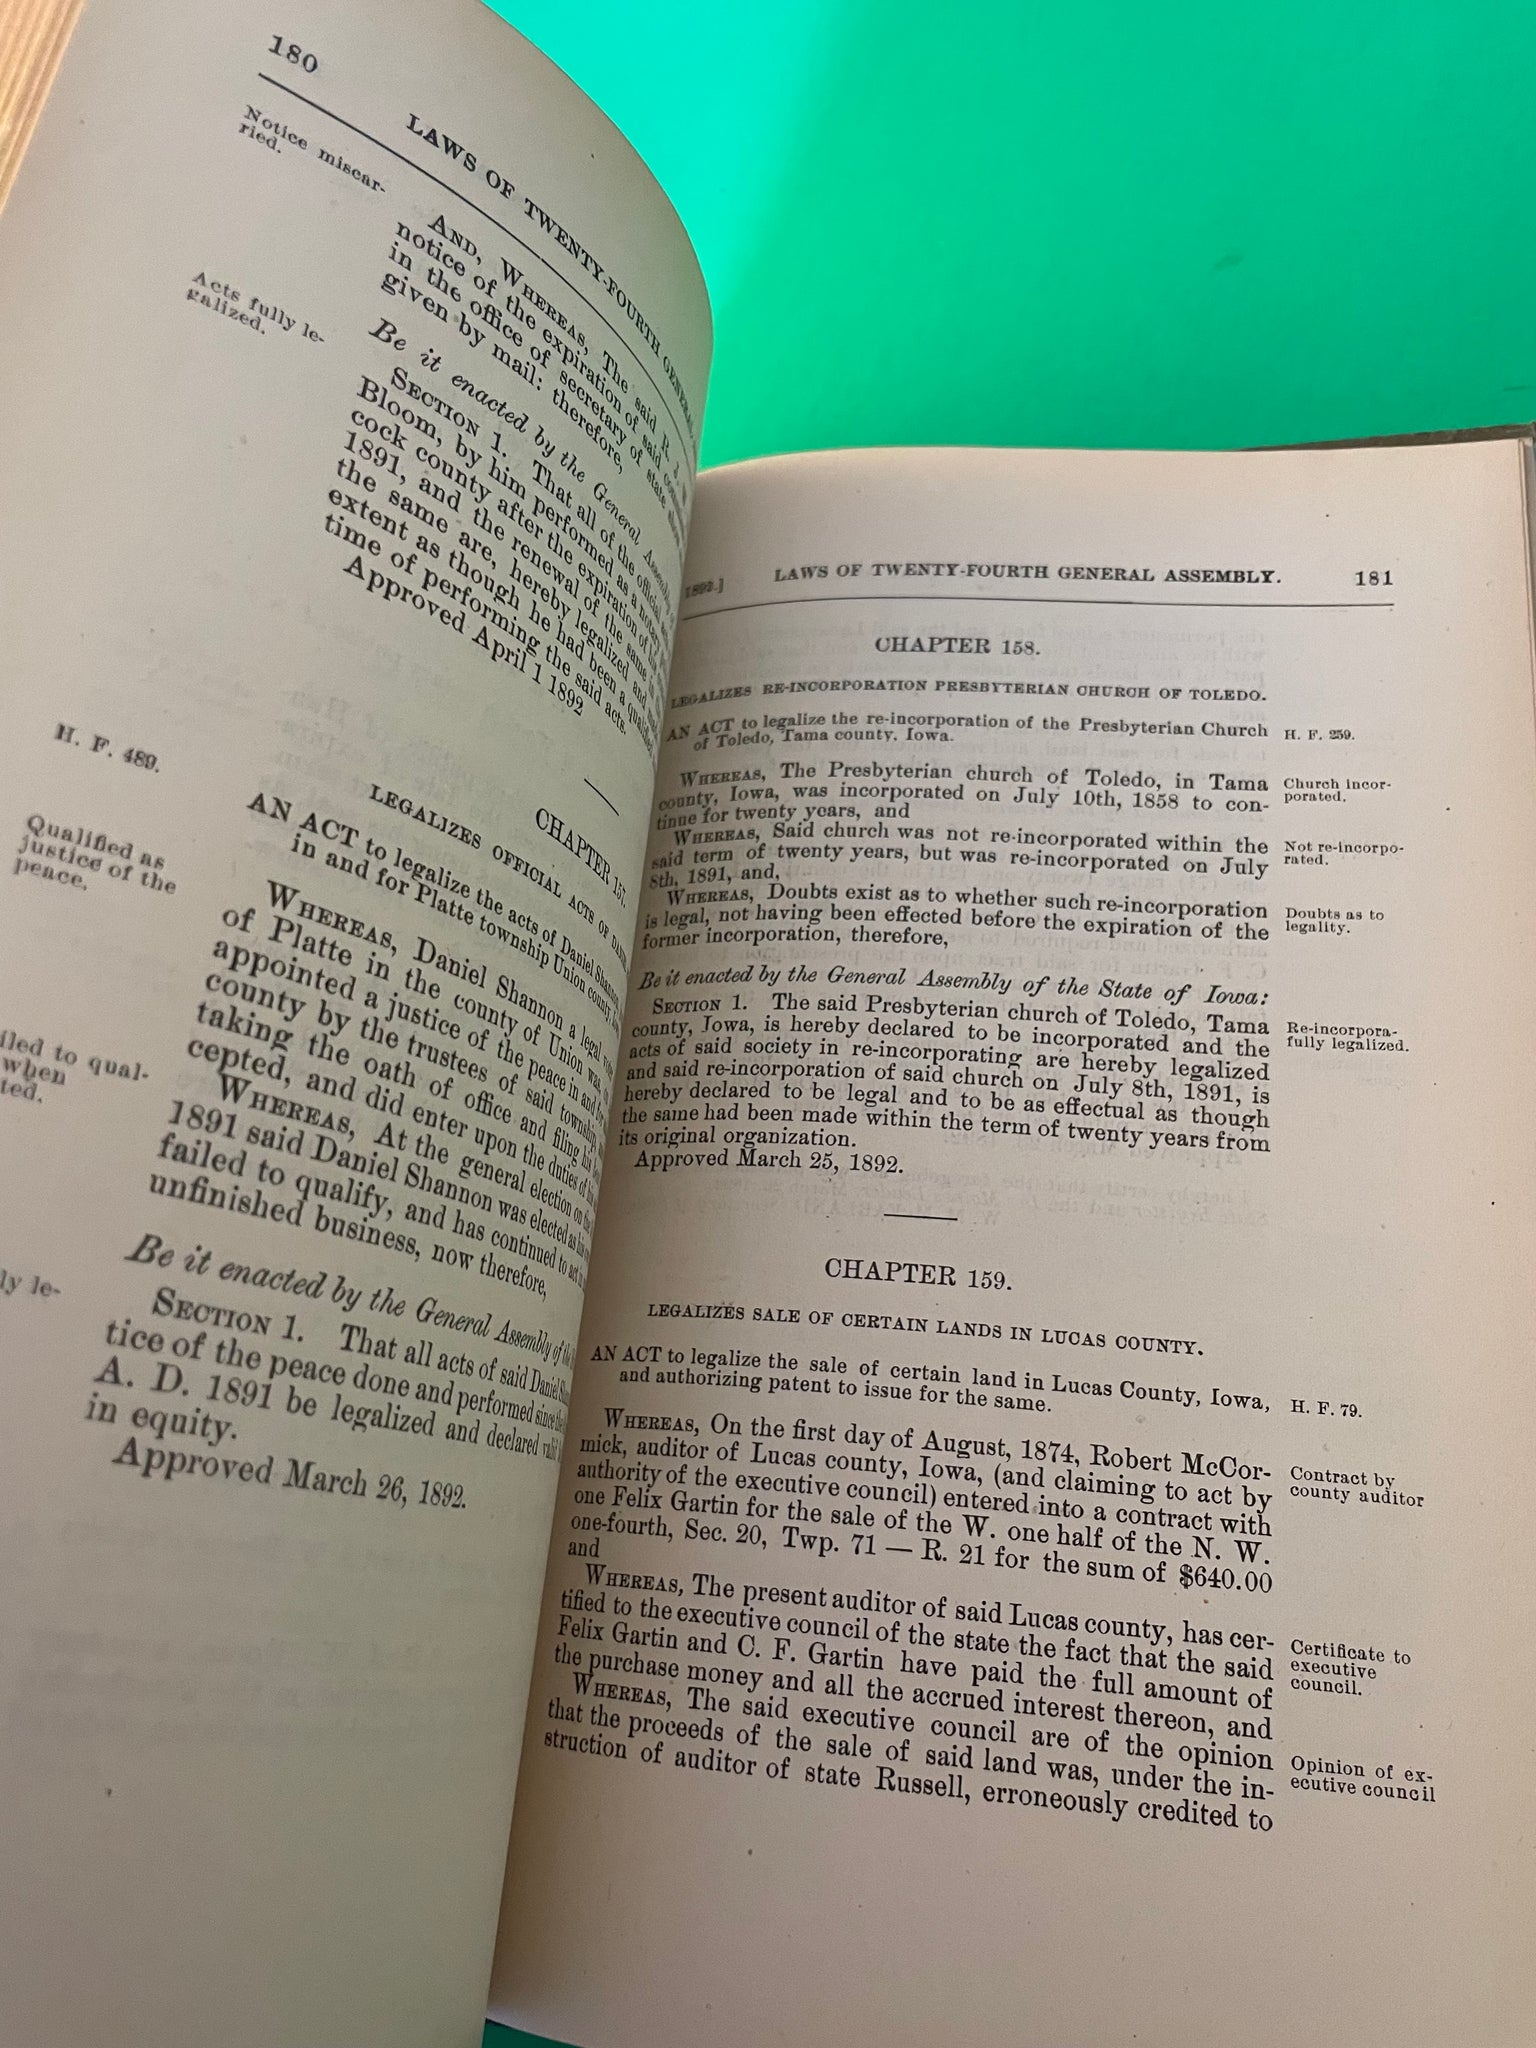 180
LAWS OF TWENTY-FOURTH GENERAL
Notice miscar-
ried.
AND, WHEREAS, The said R. J.
notice of the expiration of said
in the office of secretary of state
given by mail: therefore,
Be it enacted by the General
Acts fully le-
galized.
SECTION 1. That all of the official
Bloom, by him performed as a notary
cock county after the expiration of his
1891, and the renewal of the same
the same are, hereby legalized and
extent as though he had been a qualified
time of performing the said acts.
Approved April 1 1892
CHAPTER 157.
LEGALIZES OFFICIAL ACTS OF
H. F. 489.
AN ACT to legalize the acts of Daniel Shannon,
in and for Platte township Union county
Qualified as
justice of the
peace.
WHEREAS, Daniel Shannon a legal
of Platte in the county of Union was,
appointed a justice of the peace in and
county by the trustees of said township,
taking the oath of office and filing his
cepted, and did enter upon the duties of
iled to qual-
when
ted.
WHEREAS, At the general election on the
1891 said Daniel Shannon was elected as his
failed to qualify, and has continued to act
unfinished business, now therefore,
Be it enacted by the General Assembly of the
ly le-
SECTION 1. That all acts of said Daniel
tice of the peace done and performed since
A. D. 1891 be legalized and declared valid
in equity.
Approved March 26, 1892.
1892.] LAWS OF TWENTY-FOURTH GENERAL ASSEMBLY. 181
CHAPTER 158.
LEGALIZES RE-INCORPORATION PRESBYTERIAN CHURCH OF TOLEDO.
AN ACT to legalize the re-incorporation of the Presbyterian Church H. F. 259.
of Toledo, Tama county, Iowa.
WHEREAS, The Presbyterian church of Toledo, in Tama Church incor-
county, Iowa, was incorporated on July 10th, 1858 to con- porated.
tinue for twenty years, and
WHEREAS, Said church was not re-incorporated within the Not re-incorpo-
said term of twenty years, but was re-incorporated on July rated.
8th, 1891, and,
WHEREAS, Doubts exist as to whether such re-incorporation Doubts as to
is legal, not having been effected before the expiration of the legality.
former incorporation, therefore,
Be it enacted by the General Assembly of the State of Iowa:
SECTION 1. The said Presbyterian church of Toledo, Tama Re-incorpora-
county, Iowa, is hereby declared to be incorporated and the fully legalized.
acts of said society in re-incorporating are hereby legalized
and said re-incorporation of said church on July 8th, 1891, is
hereby declared to be legal and to be as effectual as though
the same had been made within the term of twenty years from
its original organization.
Approved March 25, 1892.
CHAPTER 159.
LEGALIZES SALE OF CERTAIN LANDS IN LUCAS COUNTY.
AN ACT to legalize the sale of certain land in Lucas County, Iowa, H. F. 79.
and authorizing patent to issue for the same.
WHEREAS, On the first day of August, 1874, Robert McCor- Contract by
mick, auditor of Lucas county, Iowa, (and claiming to act by county auditor
authority of the executive council) entered into a contract with
one Felix Gartin for the sale of the W. one half of the N. W.
one-fourth, Sec. 20, Twp. 71 — R. 21 for the sum of $640.00
and
WHEREAS, The present auditor of said Lucas county, has cer- Certificate to
tified to the executive council of the state the fact that the said executive
Felix Gartin and C. F. Gartin have paid the full amount of council.
the purchase money and all the accrued interest thereon, and
WHEREAS, The said executive council are of the opinion Opinion of ex-
that the proceeds of the sale of said land was, under the in- ecutive council
struction of auditor of state Russell, erroneously credited to